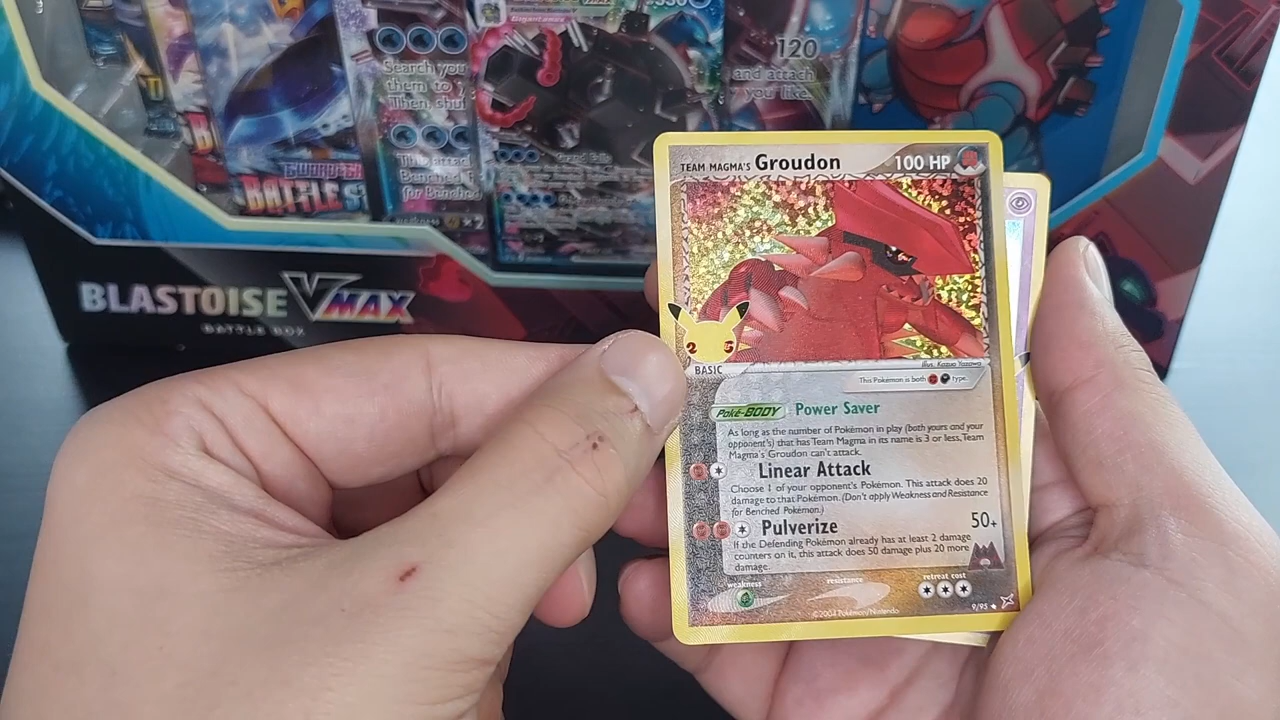 120
Search you
them to
Then, shu
and attach
y you like.
This attac
Benched
for Benched
BATTLE S
BLASTOISE VMAX
BATTLE BOX
TEAM MAGMA'S Groudon 100 HP
25
BASIC
Illus. Kazuo Yazawa
This Pokémon is both type.
Poké-BODY Power Saver
As long as the number of Pokémon in play (both yours and your
opponent's) that has Team Magma in its name is 3 or less, Team
Magma's Groudon can't attack.
Linear Attack
Choose 1 of your opponent's Pokémon. This attack does 20
damage to that Pokémon. (Don't apply Weakness and Resistance
for Benched Pokémon.)
Pulverize 50+
If the Defending Pokémon already has at least 2 damage
counters on it, this attack does 50 damage plus 20 more
damage.
weakness resistance retreat cost
©2004 Pokémon/Nintendo
9/95